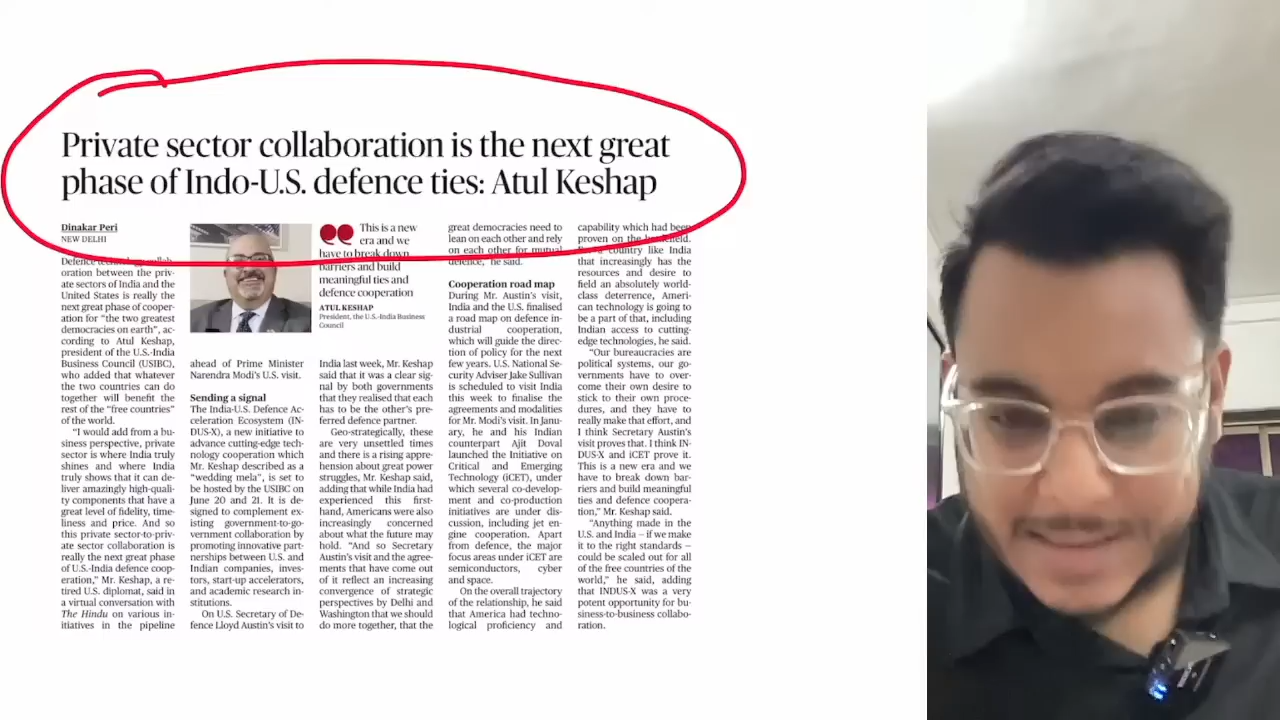 Private sector collaboration is the next great
phase of Indo-U.S. defence ties: Atul Keshap
Dinakar Peri
NEW DELHI
Defence technology collab-
oration between the priv-
ate sectors of India and the
United States is really the
next great phase of cooper-
ation for “the two greatest
democracies on earth”, ac-
cording to Atul Keshap,
president of the U.S.-India
Business Council (USIBC),
who added that whatever
the two countries can do
together will benefit the
rest of the “free countries”
of the world.
“I would add from a bu-
siness perspective, private
sector is where India truly
shines and where India
truly shows that it can de-
liver amazingly high-quali-
ty components that have a
great level of fidelity, time-
liness and price. And so
this private sector-to-priv-
ate sector collaboration is
really the next great phase
of U.S.-India defence coop-
eration,” Mr. Keshap, a re-
tired U.S. diplomat, said in
a virtual conversation with
The Hindu on various in-
itiatives in the pipeline
ahead of Prime Minister
Narendra Modi’s U.S. visit.
Sending a signal
The India-U.S. Defence Ac-
celeration Ecosystem (IN-
DUS-X), a new initiative to
advance cutting-edge tech-
nology cooperation which
Mr. Keshap described as a
“wedding mela”, is set to
be hosted by the USIBC on
June 20 and 21. It is de-
signed to complement ex-
isting government-to-go-
vernment collaboration by
promoting innovative part-
nerships between U.S. and
Indian companies, inves-
tors, start-up accelerators,
and academic research in-
stitutions.
On U.S. Secretary of De-
fence Lloyd Austin’s visit to
This is a new
era and we
have to break down
barriers and build
meaningful ties and
defence cooperation
ATUL KESHAP
President, the U.S.-India Business
Council
India last week, Mr. Keshap
said that it was a clear sig-
nal by both governments
that they realised that each
has to be the other’s pre-
ferred defence partner.
Geo-strategically, these
are very unsettled times
and there is a rising appre-
hension about great power
struggles, Mr. Keshap said,
adding that while India had
experienced this first-
hand, Americans were also
increasingly concerned
about what the future may
hold. “And so Secretary
Austin’s visit and the agree-
ments that have come out
of it reflect an increasing
convergence of strategic
perspectives by Delhi and
Washington that we should
do more together, that the
great democracies need to
lean on each other and rely
on each other for mutual
defence,” he said.
Cooperation road map
During Mr. Austin’s visit,
India and the U.S. finalised
a road map on defence in-
dustrial cooperation,
which will guide the direc-
tion of policy for the next
few years. U.S. National Se-
curity Adviser Jake Sullivan
is scheduled to visit India
this week to finalise the
agreements and modalities
for Mr. Modi’s visit. In Janu-
ary, he and his Indian
counterpart Ajit Doval
launched the Initiative on
Critical and Emerging
Technology (iCET), under
which several co-develop-
ment and co-production
initiatives are under dis-
cussion, including jet en-
gine cooperation. Apart
from defence, the major
focus areas under iCET are
semiconductors, cyber
and space.
On the overall trajectory
of the relationship, he said
that America had techno-
logical proficiency and
capability which had been
proven on the
country like India
that increasingly has the
resources and desire to
field an absolutely world-
class deterrence, Ameri-
can technology is going to
be a part of that, including
Indian access to cutting-
edge technologies, he said.
“Our bureaucracies are
political systems, our go-
vernments have to over-
come their own desire to
stick to their own proce-
dures, and they have to
really make that effort, and
I think Secretary Austin’s
visit proves that. I think IN-
DUS-X and iCET prove it.
This is a new era and we
have to break down bar-
riers and build meaningful
ties and defence coopera-
tion,” Mr. Keshap said.
“Anything made in the
U.S. and India – if we make
it to the right standards –
could be scaled out for all
of the free countries of the
world,” he said, adding
that INDUS-X was a very
potent opportunity for bu-
siness-to-business collabo-
ration.